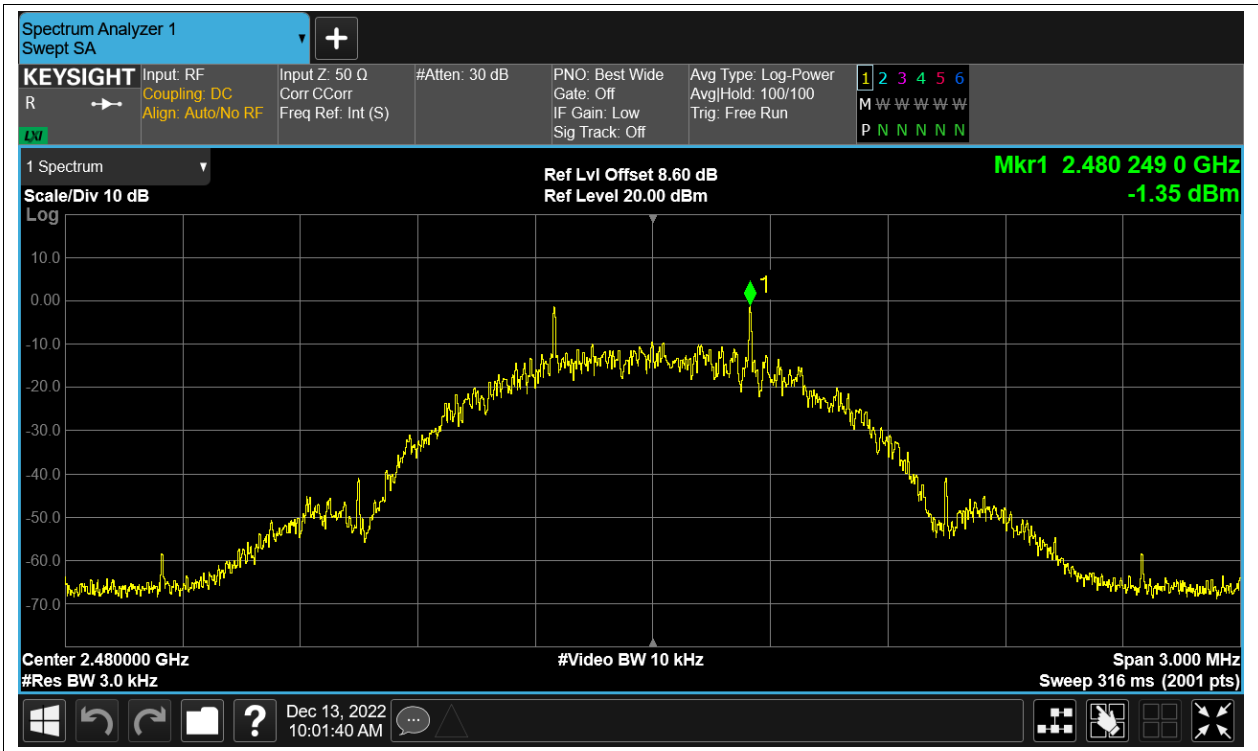 Spectrum Analyzer 1
Swept SA
KEYSIGHT
R
LXI
Input: RF
Coupling: DC
Align: Auto/No RF
Input Z: 50 Ω
Corr CCorr
Freq Ref: Int (S)
#Atten: 30 dB
PNO: Best Wide
Gate: Off
IF Gain: Low
Sig Track: Off
Avg Type: Log-Power
Avg|Hold: 100/100
Trig: Free Run
1 2 3 4 5 6
M W W W W W W
P N N N N N N
1 Spectrum
Scale/Div 10 dB
Log
Ref Lvl Offset 8.60 dB
Ref Level 20.00 dBm
Mkr1 2.480 249 0 GHz
-1.35 dBm
10.0
0.00
-10.0
-20.0
-30.0
-40.0
-50.0
-60.0
-70.0
1
Center 2.480000 GHz
#Video BW 10 kHz
Span 3.000 MHz
#Res BW 3.0 kHz
Sweep 316 ms (2001 pts)
?
Dec 13, 2022
10:01:40 AM